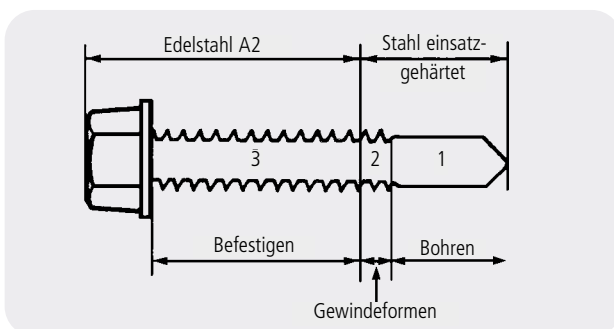 Edelstahl A2
Stahl einsatz-
gehärtet
3
2
1
Befestigen
Bohren
Gewindeformen